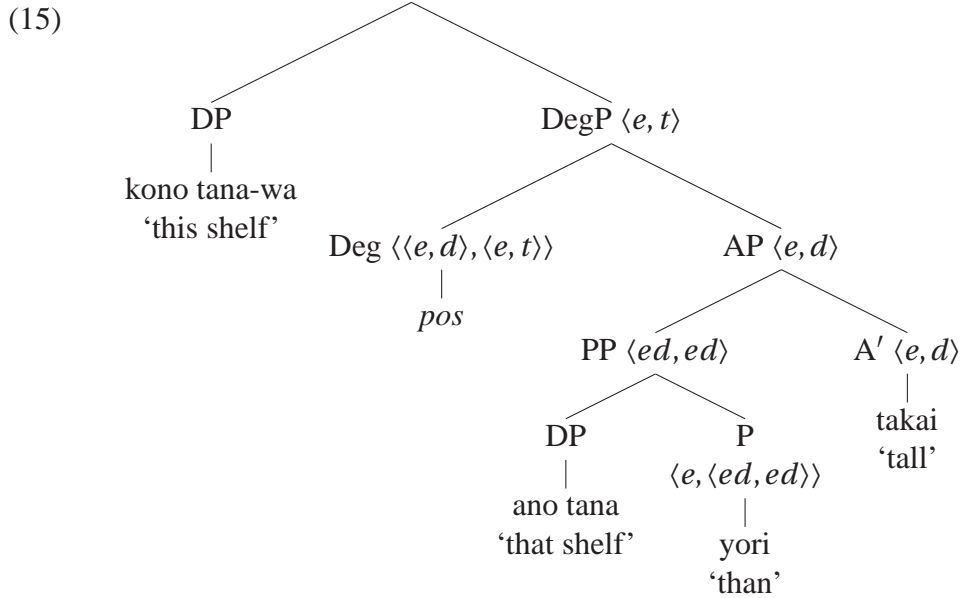 (15)
DP
DegP ⟨e, t⟩
kono tana-wa
‘this shelf’
Deg ⟨⟨e, d⟩, ⟨e, t⟩⟩
AP ⟨e, d⟩
pos
PP ⟨ed, ed⟩
A′ ⟨e, d⟩
DP
P
⟨e, ⟨ed, ed⟩⟩
takai
‘tall’
ano tana
‘that shelf’
yori
‘than’